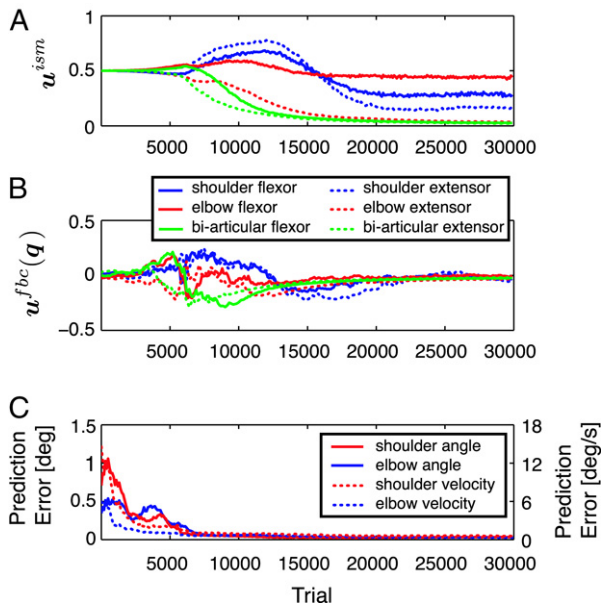 A
u^ism
1
0.5
0
5000 10000 15000 20000 25000 30000
B
u^fbc(q)
shoulder flexor shoulder extensor
elbow flexor elbow extensor
bi-articular flexor bi-articular extensor
0.5
0
−0.5
5000 10000 15000 20000 25000 30000
C
Prediction
Error [deg]
1.5
1
0.5
0
shoulder angle
elbow angle
shoulder velocity
elbow velocity
18
12
6
0
Prediction
Error [deg/s]
5000 10000 15000 20000 25000 30000
Trial